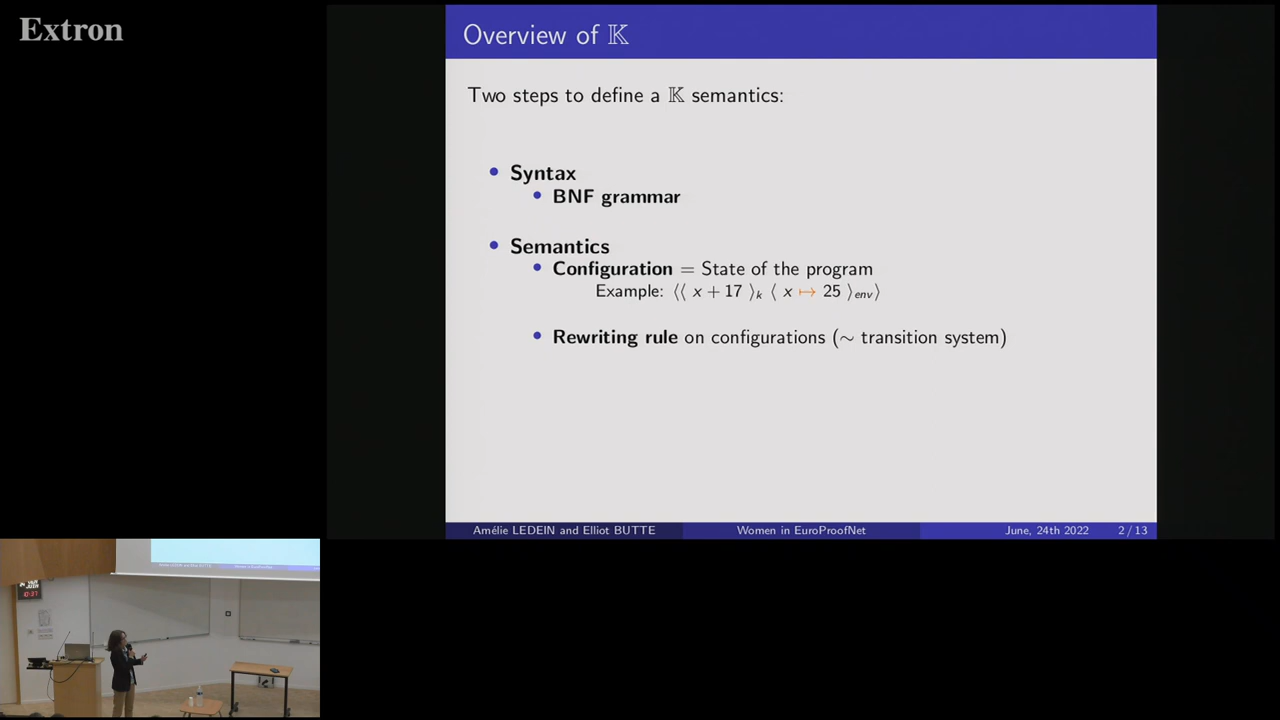 Extron
Overview of 𝕂
Two steps to define a 𝕂 semantics:
• Syntax
• BNF grammar
• Semantics
• Configuration = State of the program
Example: ⟨⟨ x + 17 ⟩k ⟨ x ↦ 25 ⟩env⟩
• Rewriting rule on configurations (∼ transition system)
Amélie LEDEIN and Elliot BUTTE Women in EuroProofNet June, 24th 2022 2 / 13